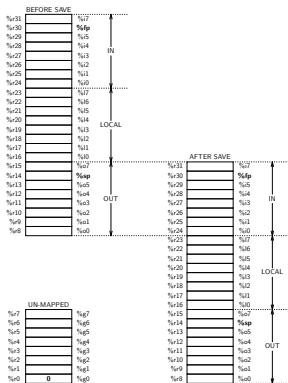 BEFORE SAVE
%r31 %i7
%r30 %fp
%r29 %i5
%r28 %i4
%r27 %i3
%r26 %i2
%r25 %i1
%r24 %i0
IN
%r23 %l7
%r22 %l6
%r21 %l5
%r20 %l4
%r19 %l3
%r18 %l2
%r17 %l1
%r16 %l0
LOCAL
%r15 %o7
%r14 %sp
%r13 %o5
%r12 %o4
%r11 %o3
%r10 %o2
%r9 %o1
%r8 %o0
OUT
AFTER SAVE
%r31 %i7
%r30 %fp
%r29 %i5
%r28 %i4
%r27 %i3
%r26 %i2
%r25 %i1
%r24 %i0
IN
%r23 %l7
%r22 %l6
%r21 %l5
%r20 %l4
%r19 %l3
%r18 %l2
%r17 %l1
%r16 %l0
LOCAL
%r15 %o7
%r14 %sp
%r13 %o5
%r12 %o4
%r11 %o3
%r10 %o2
%r9 %o1
%r8 %o0
OUT
UN-MAPPED
%r7 %g7
%r6 %g6
%r5 %g5
%r4 %g4
%r3 %g3
%r2 %g2
%r1 %g1
%r0 0 %g0